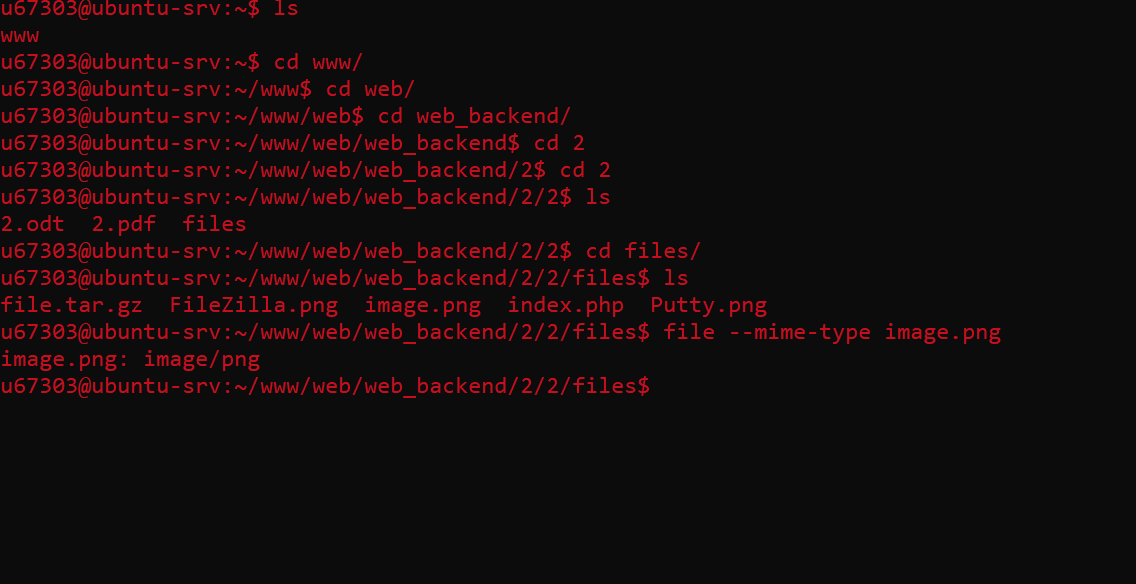 u67303@ubuntu-srv:~$ ls
www
u67303@ubuntu-srv:~$ cd www/
u67303@ubuntu-srv:~/www$ cd web/
u67303@ubuntu-srv:~/www/web$ cd web_backend/
u67303@ubuntu-srv:~/www/web/web_backend$ cd 2
u67303@ubuntu-srv:~/www/web/web_backend/2$ cd 2
u67303@ubuntu-srv:~/www/web/web_backend/2/2$ ls
2.odt  2.pdf  files
u67303@ubuntu-srv:~/www/web/web_backend/2/2$ cd files/
u67303@ubuntu-srv:~/www/web/web_backend/2/2/files$ ls
file.tar.gz  FileZilla.png  image.png  index.php  Putty.png
u67303@ubuntu-srv:~/www/web/web_backend/2/2/files$ file --mime-type image.png
image.png: image/png
u67303@ubuntu-srv:~/www/web/web_backend/2/2/files$